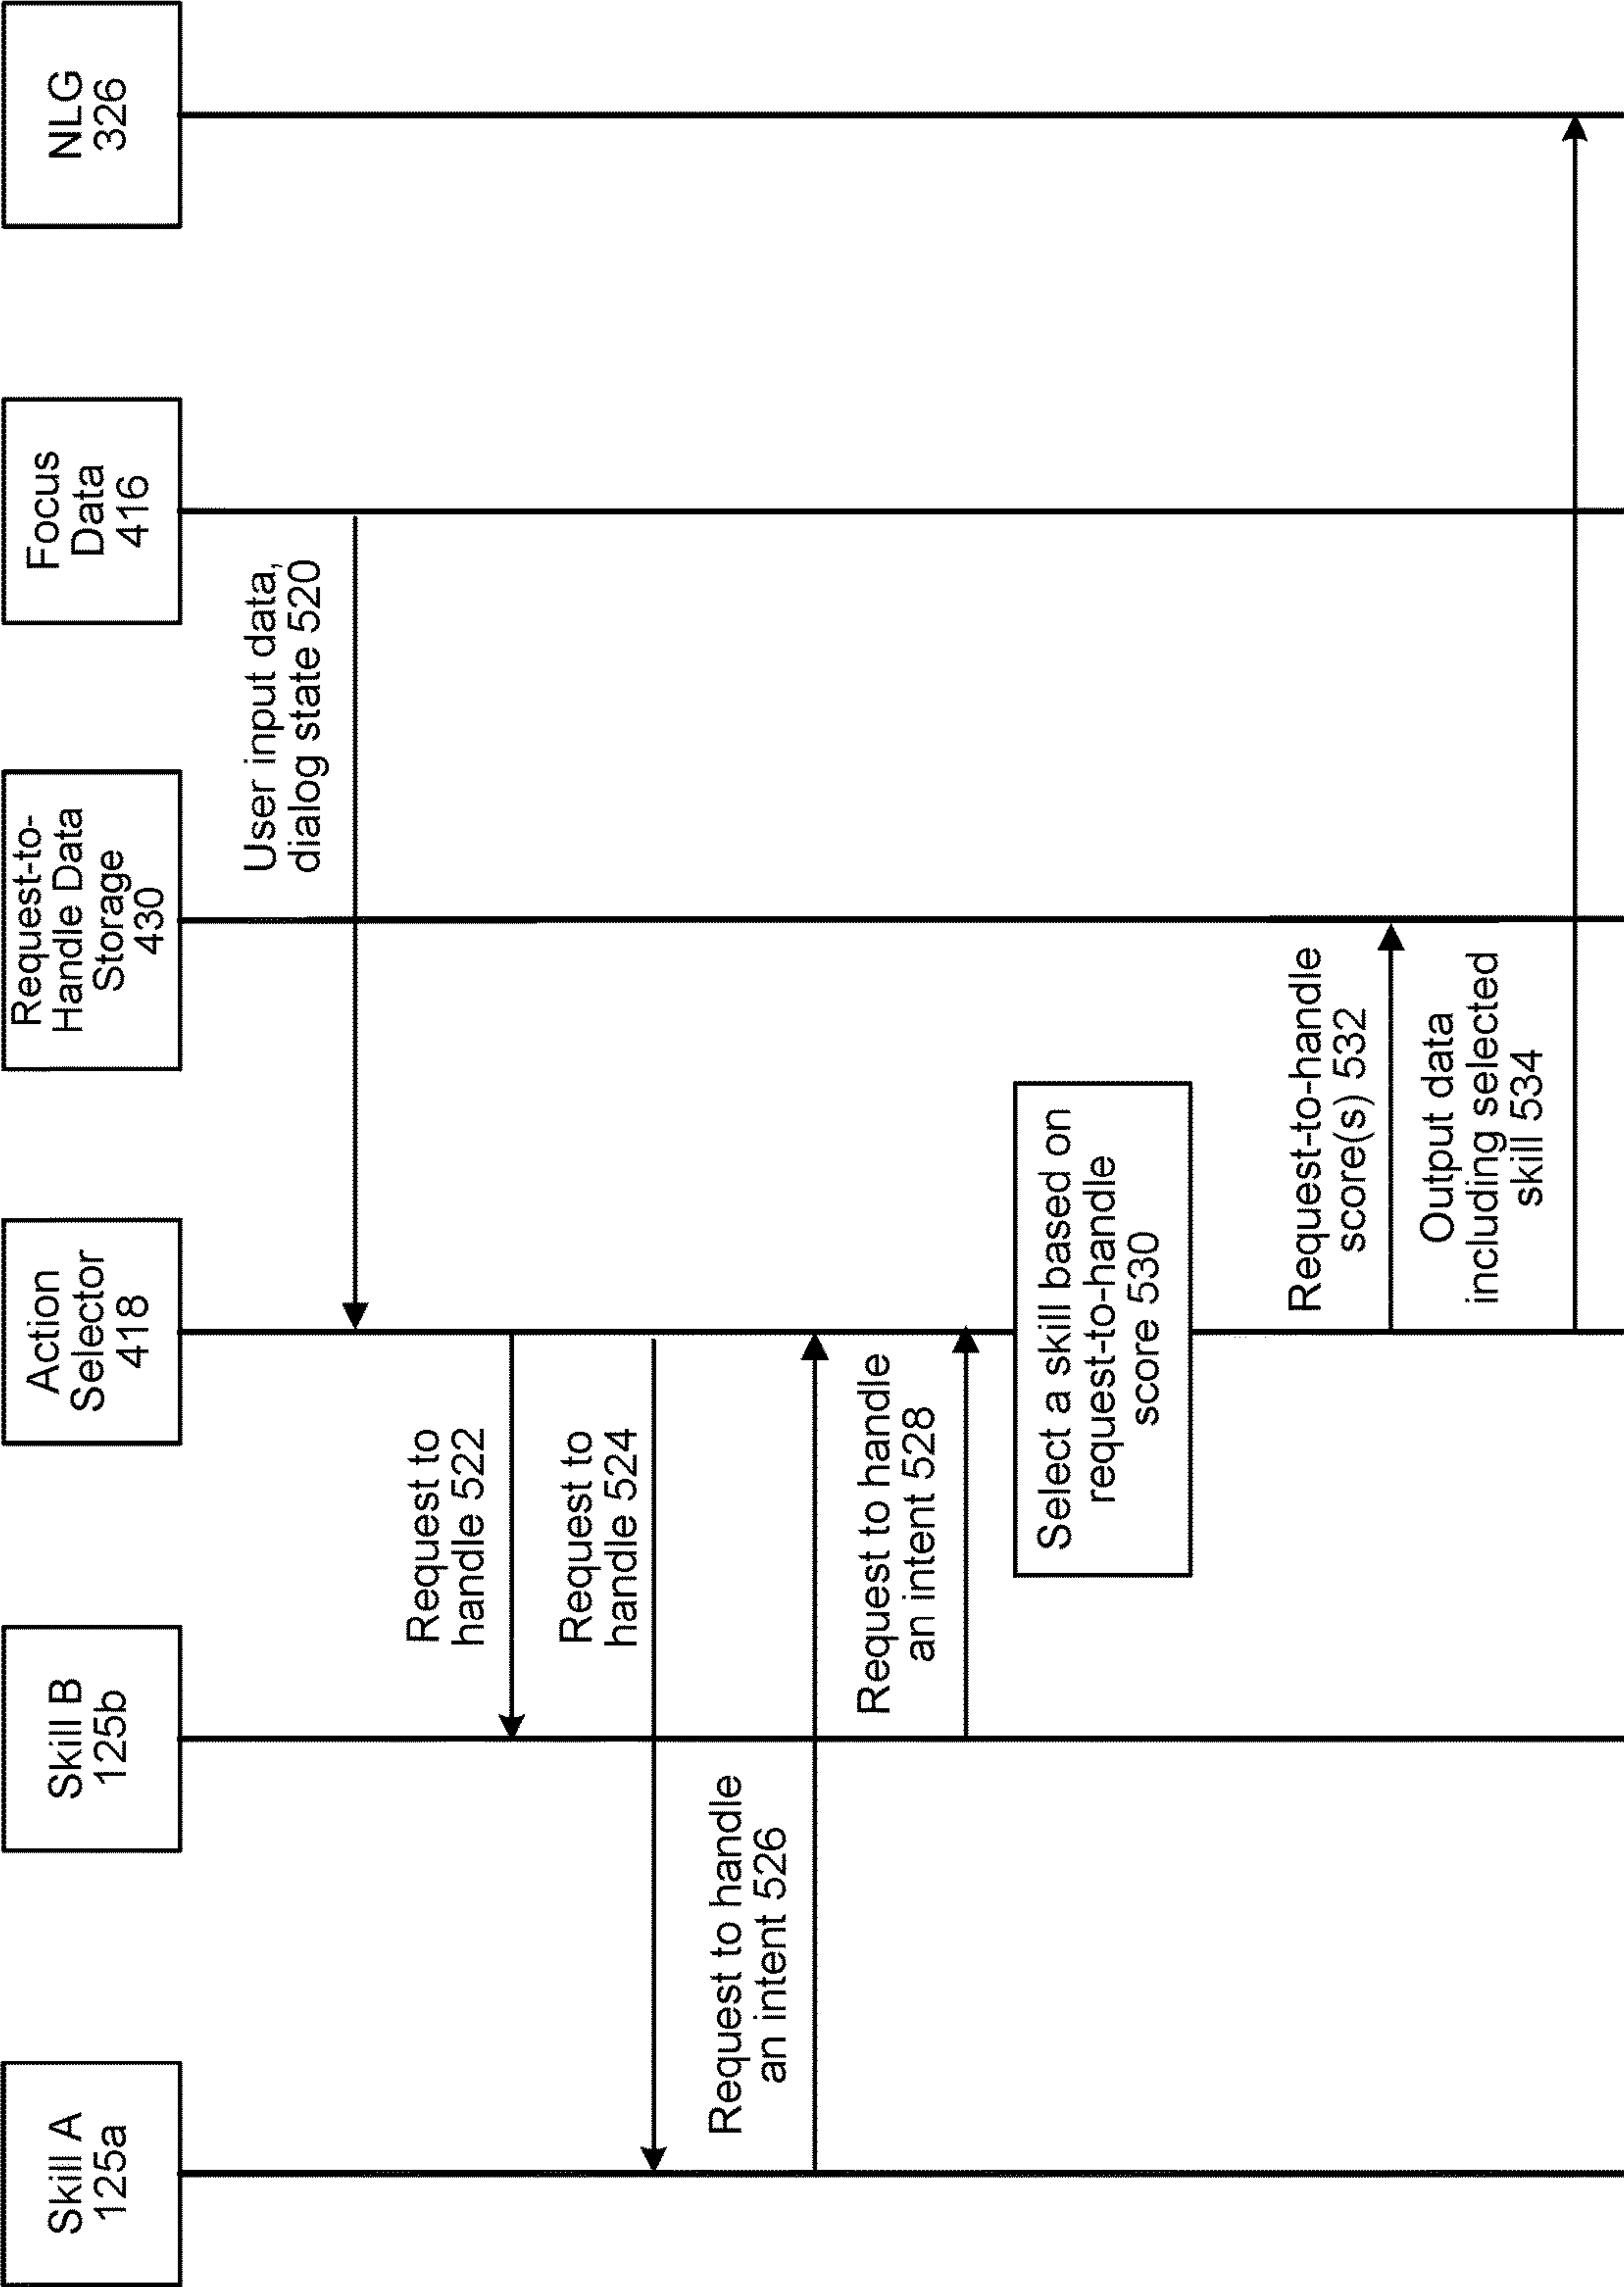 Skill A
125a
Skill B
125b
Action
Selector
418
Request-to-
Handle Data
Storage
430
Focus
Data
416
NLG
326
User input data,
dialog state 520
Request to
handle 522
Request to
handle 524
Request to handle
an intent 526
Request to handle
an intent 528
Select a skill based on
request-to-handle
score 530
Request-to-handle
score(s) 532
Output data
including selected
skill 534